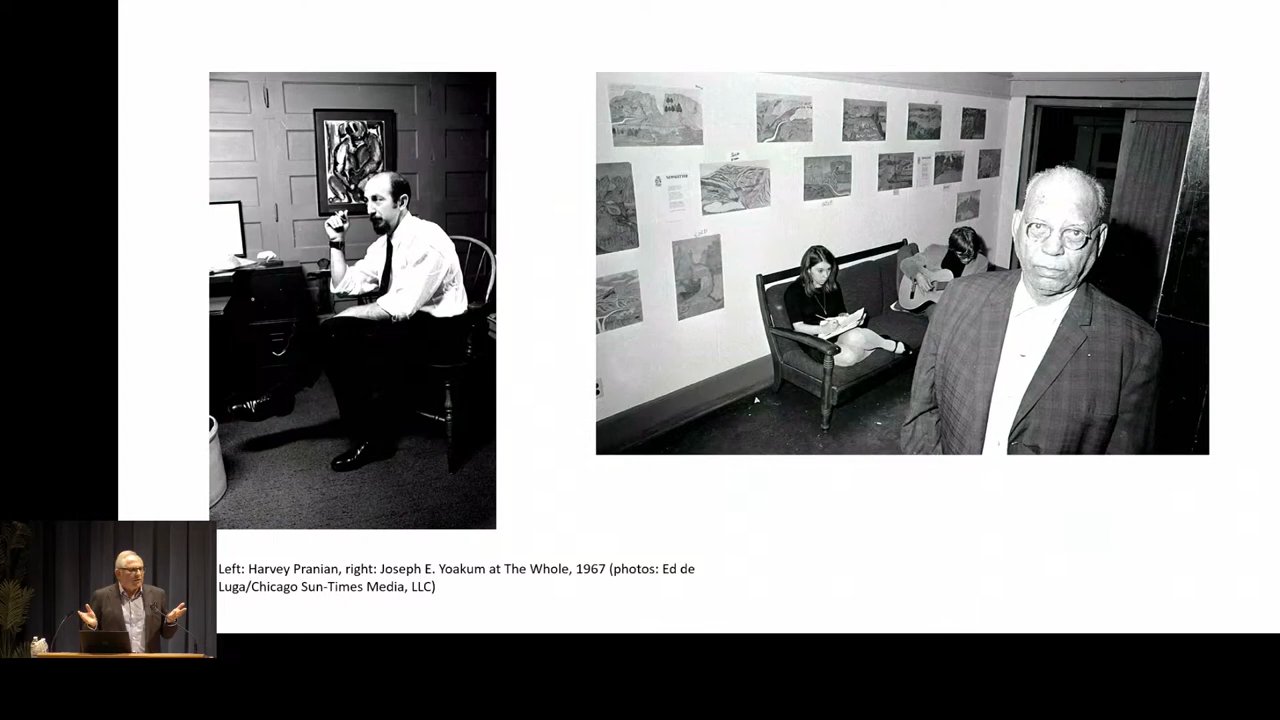 Left: Harvey Pranian, right: Joseph E. Yoakum at The Whole, 1967 (photos: Ed de
Luga/Chicago Sun-Times Media, LLC)